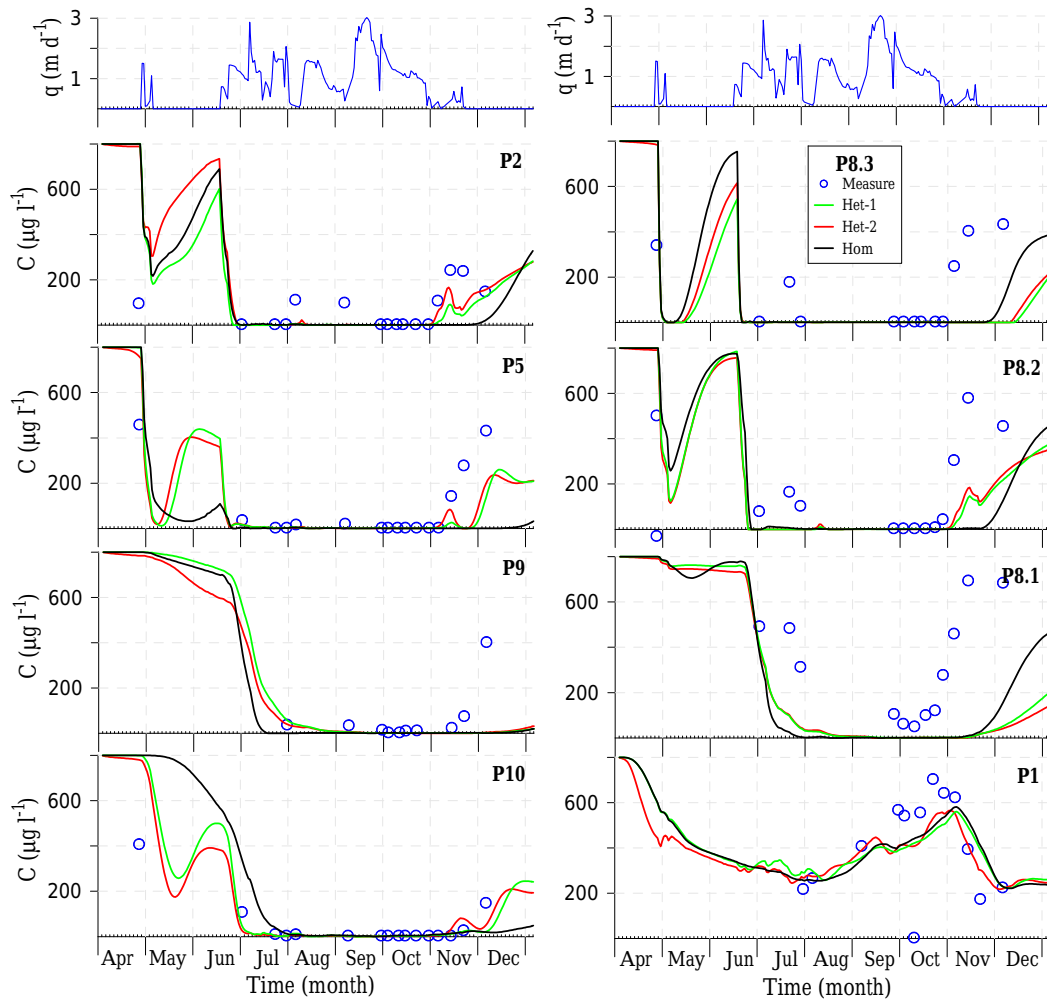 3
q (m d⁻¹)
1
3
q (m d⁻¹)
1
P2
C (µg l⁻¹)
600
200
P8.3
Measure
Het-1
Het-2
Hom
600
200
P5
C (µg l⁻¹)
600
200
P8.2
600
200
P9
C (µg l⁻¹)
600
200
P8.1
600
200
P10
C (µg l⁻¹)
600
200
P1
600
200
Apr May Jun Jul Aug Sep Oct Nov Dec
Time (month)
Apr May Jun Jul Aug Sep Oct Nov Dec
Time (month)